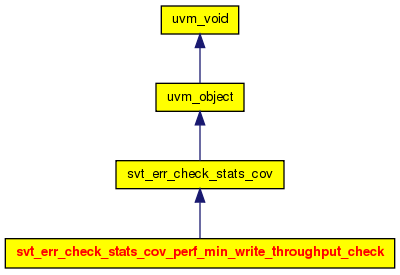 uvm_void
uvm_object
svt_err_check_stats_cov
svt_err_check_stats_cov_perf_min_write_throughput_check